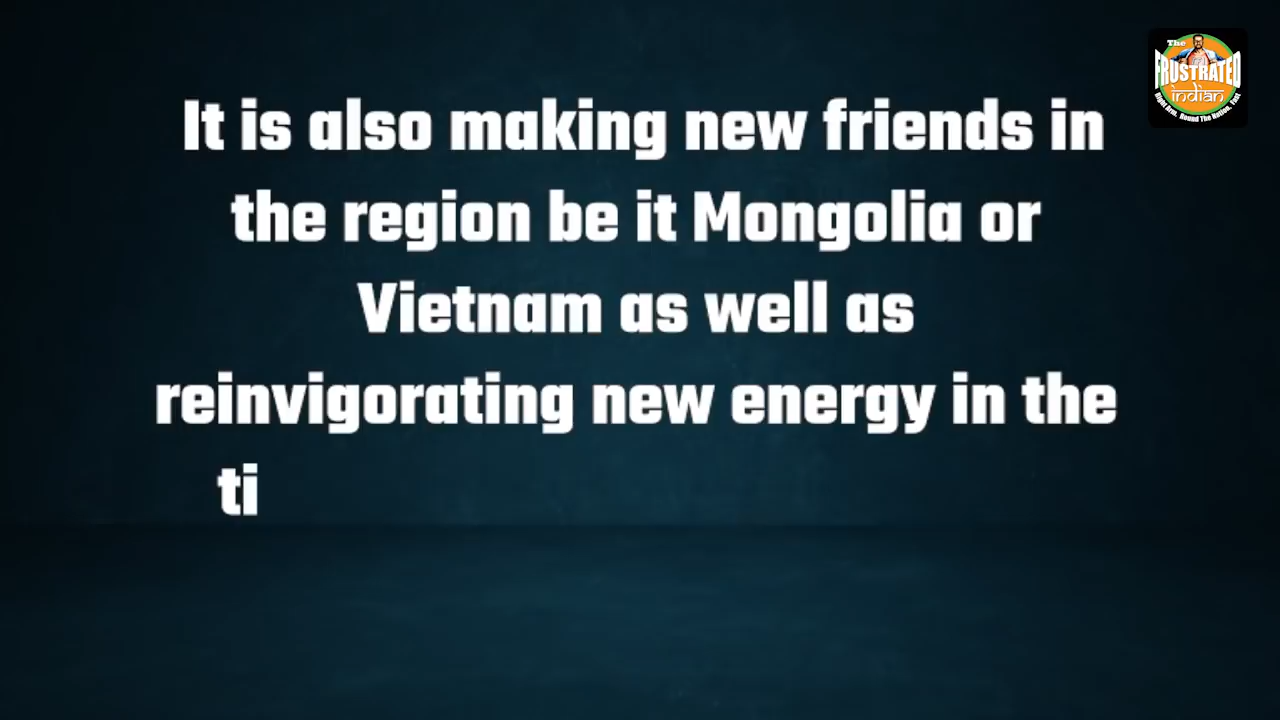 The
FRUSTRATED
indian
It is also making new friends in
the region be it Mongolia or
Vietnam as well as
reinvigorating new energy in the
ti